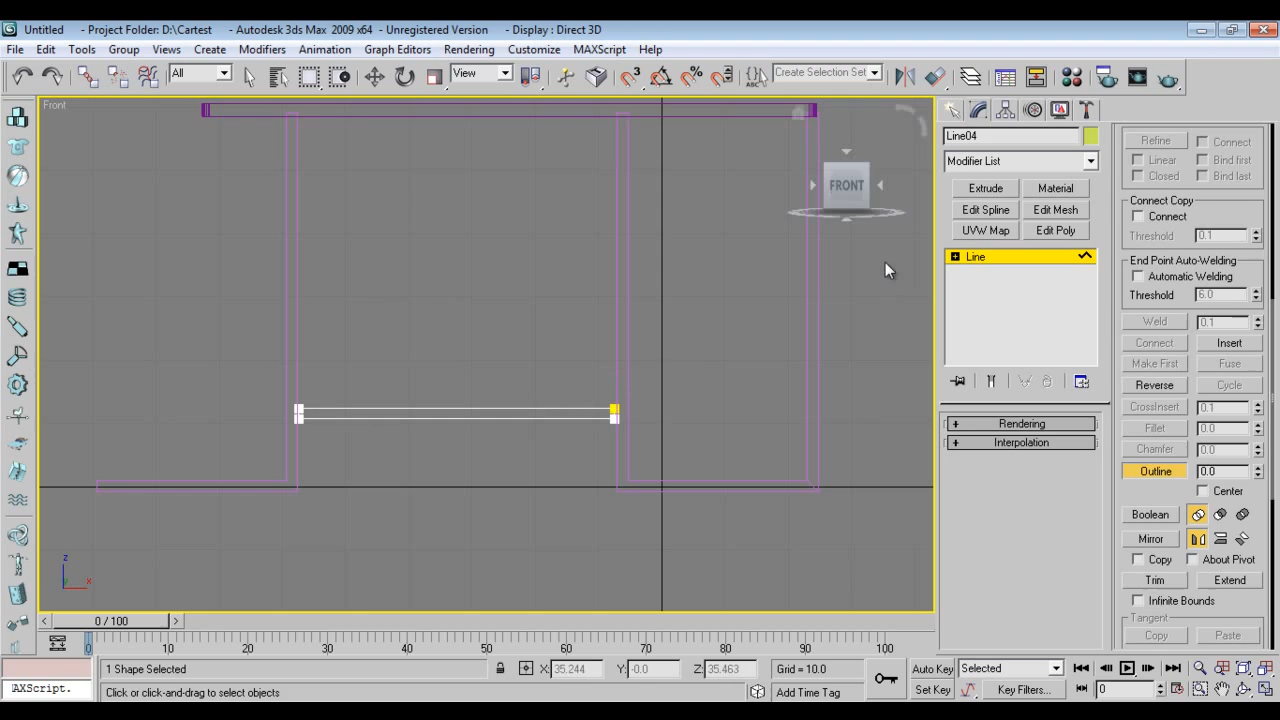 Untitled - Project Folder: D:\Cartest - Autodesk 3ds Max 2009 x64 - Unregistered Version - Display : Direct 3D
File Edit Tools Group Views Create Modifiers Animation Graph Editors Rendering Customize MAXScript Help
All View Create Selection Set
Front
FRONT
z
x
Line04
Modifier List
Extrude Material
Edit Spline Edit Mesh
UVW Map Edit Poly
Line
Rendering
Interpolation
Refine Connect
Linear Bind first
Closed Bind last
Connect Copy
Connect
Threshold 0.1
End Point Auto-Welding
Automatic Welding
Threshold 6.0
Weld 0.1
Connect Insert
Make First Fuse
Reverse Cycle
CrossInsert 0.1
Fillet 0.0
Chamfer 0.0
Outline 0.0
Center
Boolean
Mirror
Copy About Pivot
Trim Extend
Infinite Bounds
Tangent
Copy Paste
0 / 100
0 10 20 30 40 50 60 70 80 90 100
1 Shape Selected X: 35.244 Y: -0.0 Z: 35.463 Grid = 10.0 Auto Key Selected
AXScript. Click or click-and-drag to select objects Add Time Tag Set Key Key Filters... 0